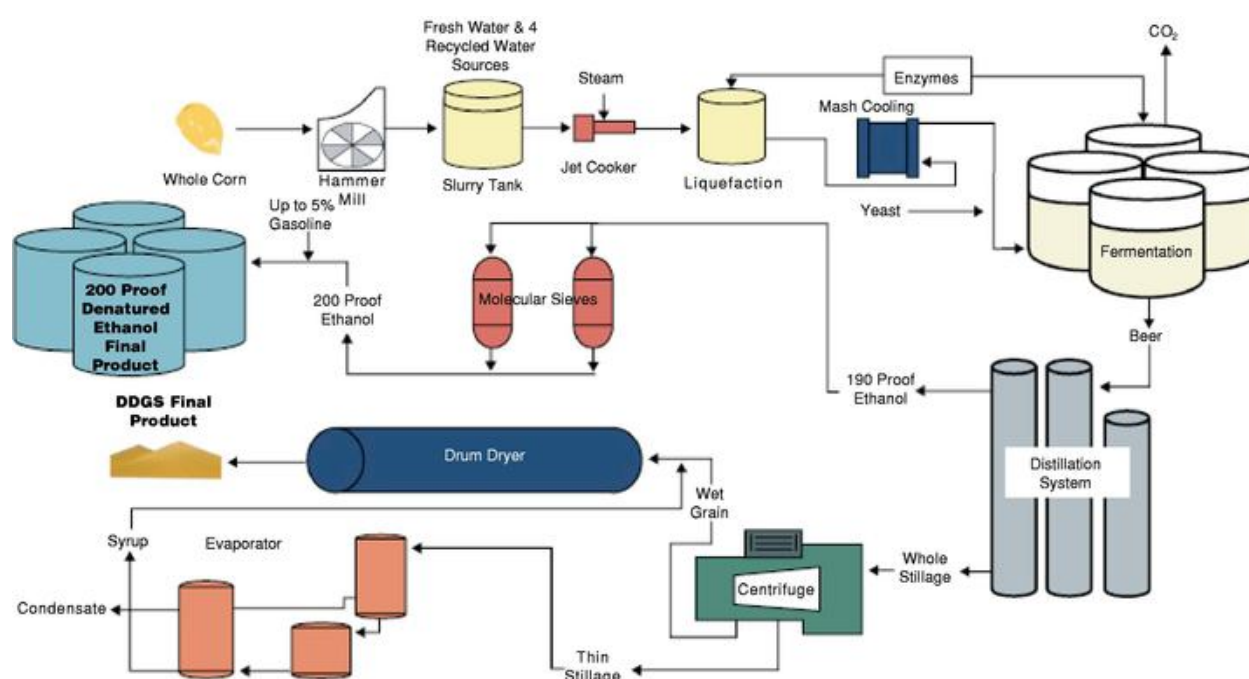 Fresh Water & 4
Recycled Water
Sources
CO2
Steam
Enzymes
Mash Cooling
Whole Corn
Hammer
Mill
Slurry Tank
Jet Cooker
Liquefaction
Yeast
Fermentation
Up to 5%
Gasoline
200 Proof
Denatured
Ethanol
Final
Product
200 Proof
Ethanol
Molecular Sieves
Beer
190 Proof
Ethanol
DDGS Final
Product
Drum Dryer
Distillation
System
Wet
Grain
Syrup
Evaporator
Centrifuge
Whole
Stillage
Condensate
Thin
Stillage